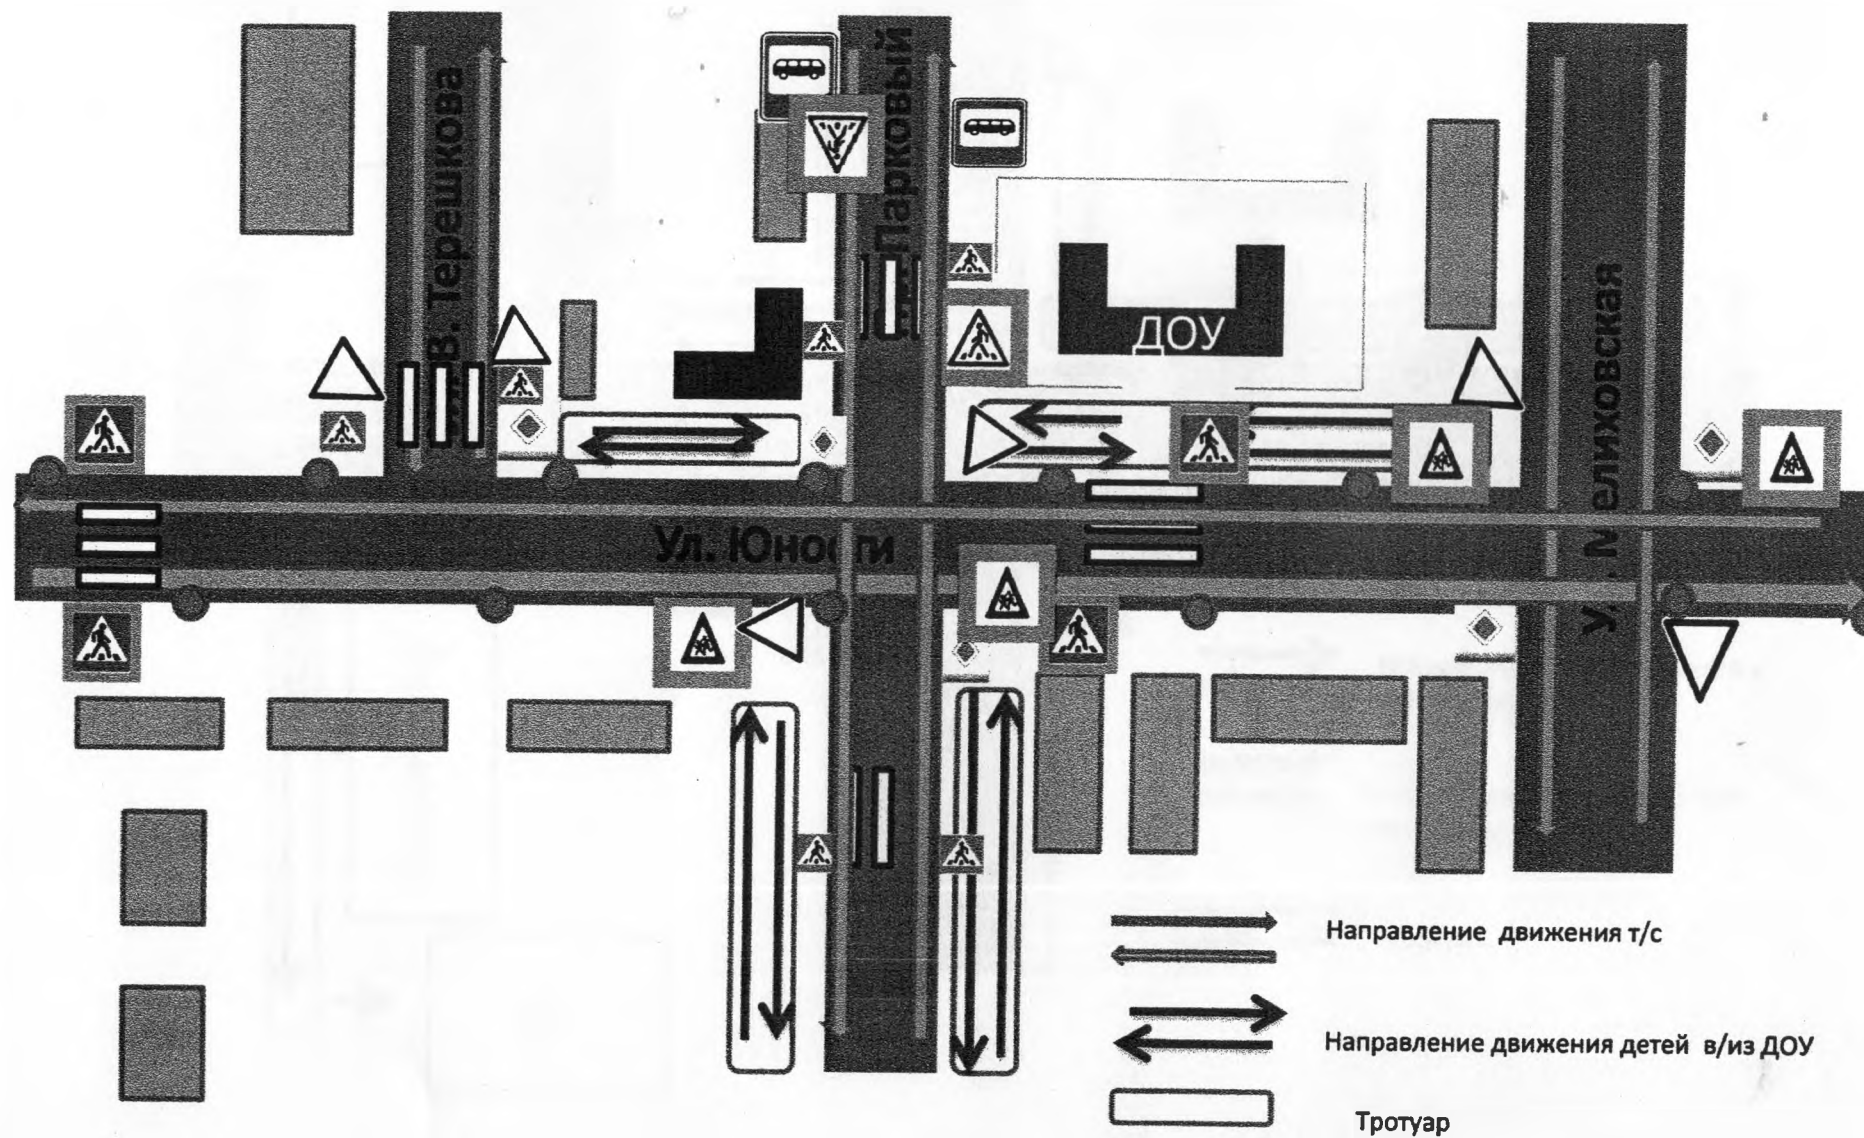 В. Терешкова
Парковый
ДОУ
Мелиховская
Ул. Юности
Направление движения т/с
Направление движения детей в/из ДОУ
Тротуар